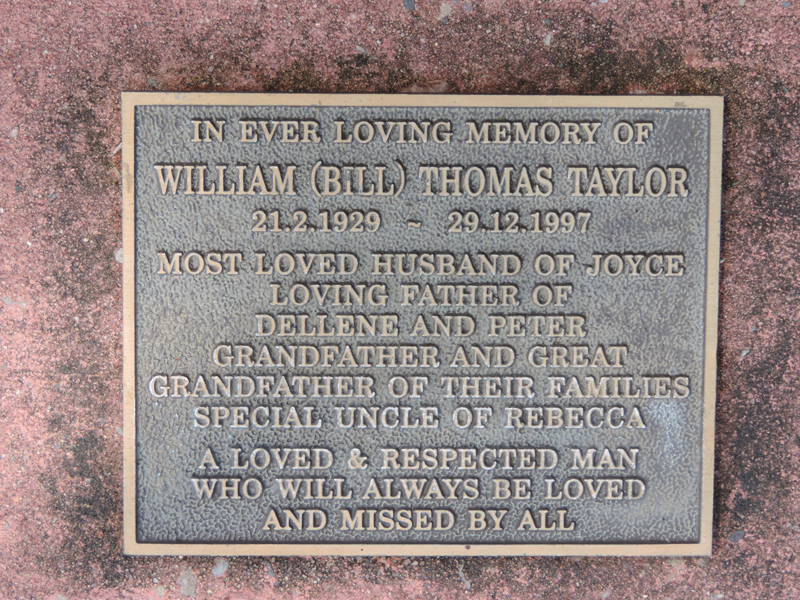 IN EVER LOVING MEMORY OF
WILLIAM (BILL) THOMAS TAYLOR
21.2.1929 ~ 29.12.1997
MOST LOVED HUSBAND OF JOYCE
LOVING FATHER OF
DELLENE AND PETER
GRANDFATHER AND GREAT
GRANDFATHER OF THEIR FAMILIES
SPECIAL UNCLE OF REBECCA
A LOVED & RESPECTED MAN
WHO WILL ALWAYS BE LOVED
AND MISSED BY ALL